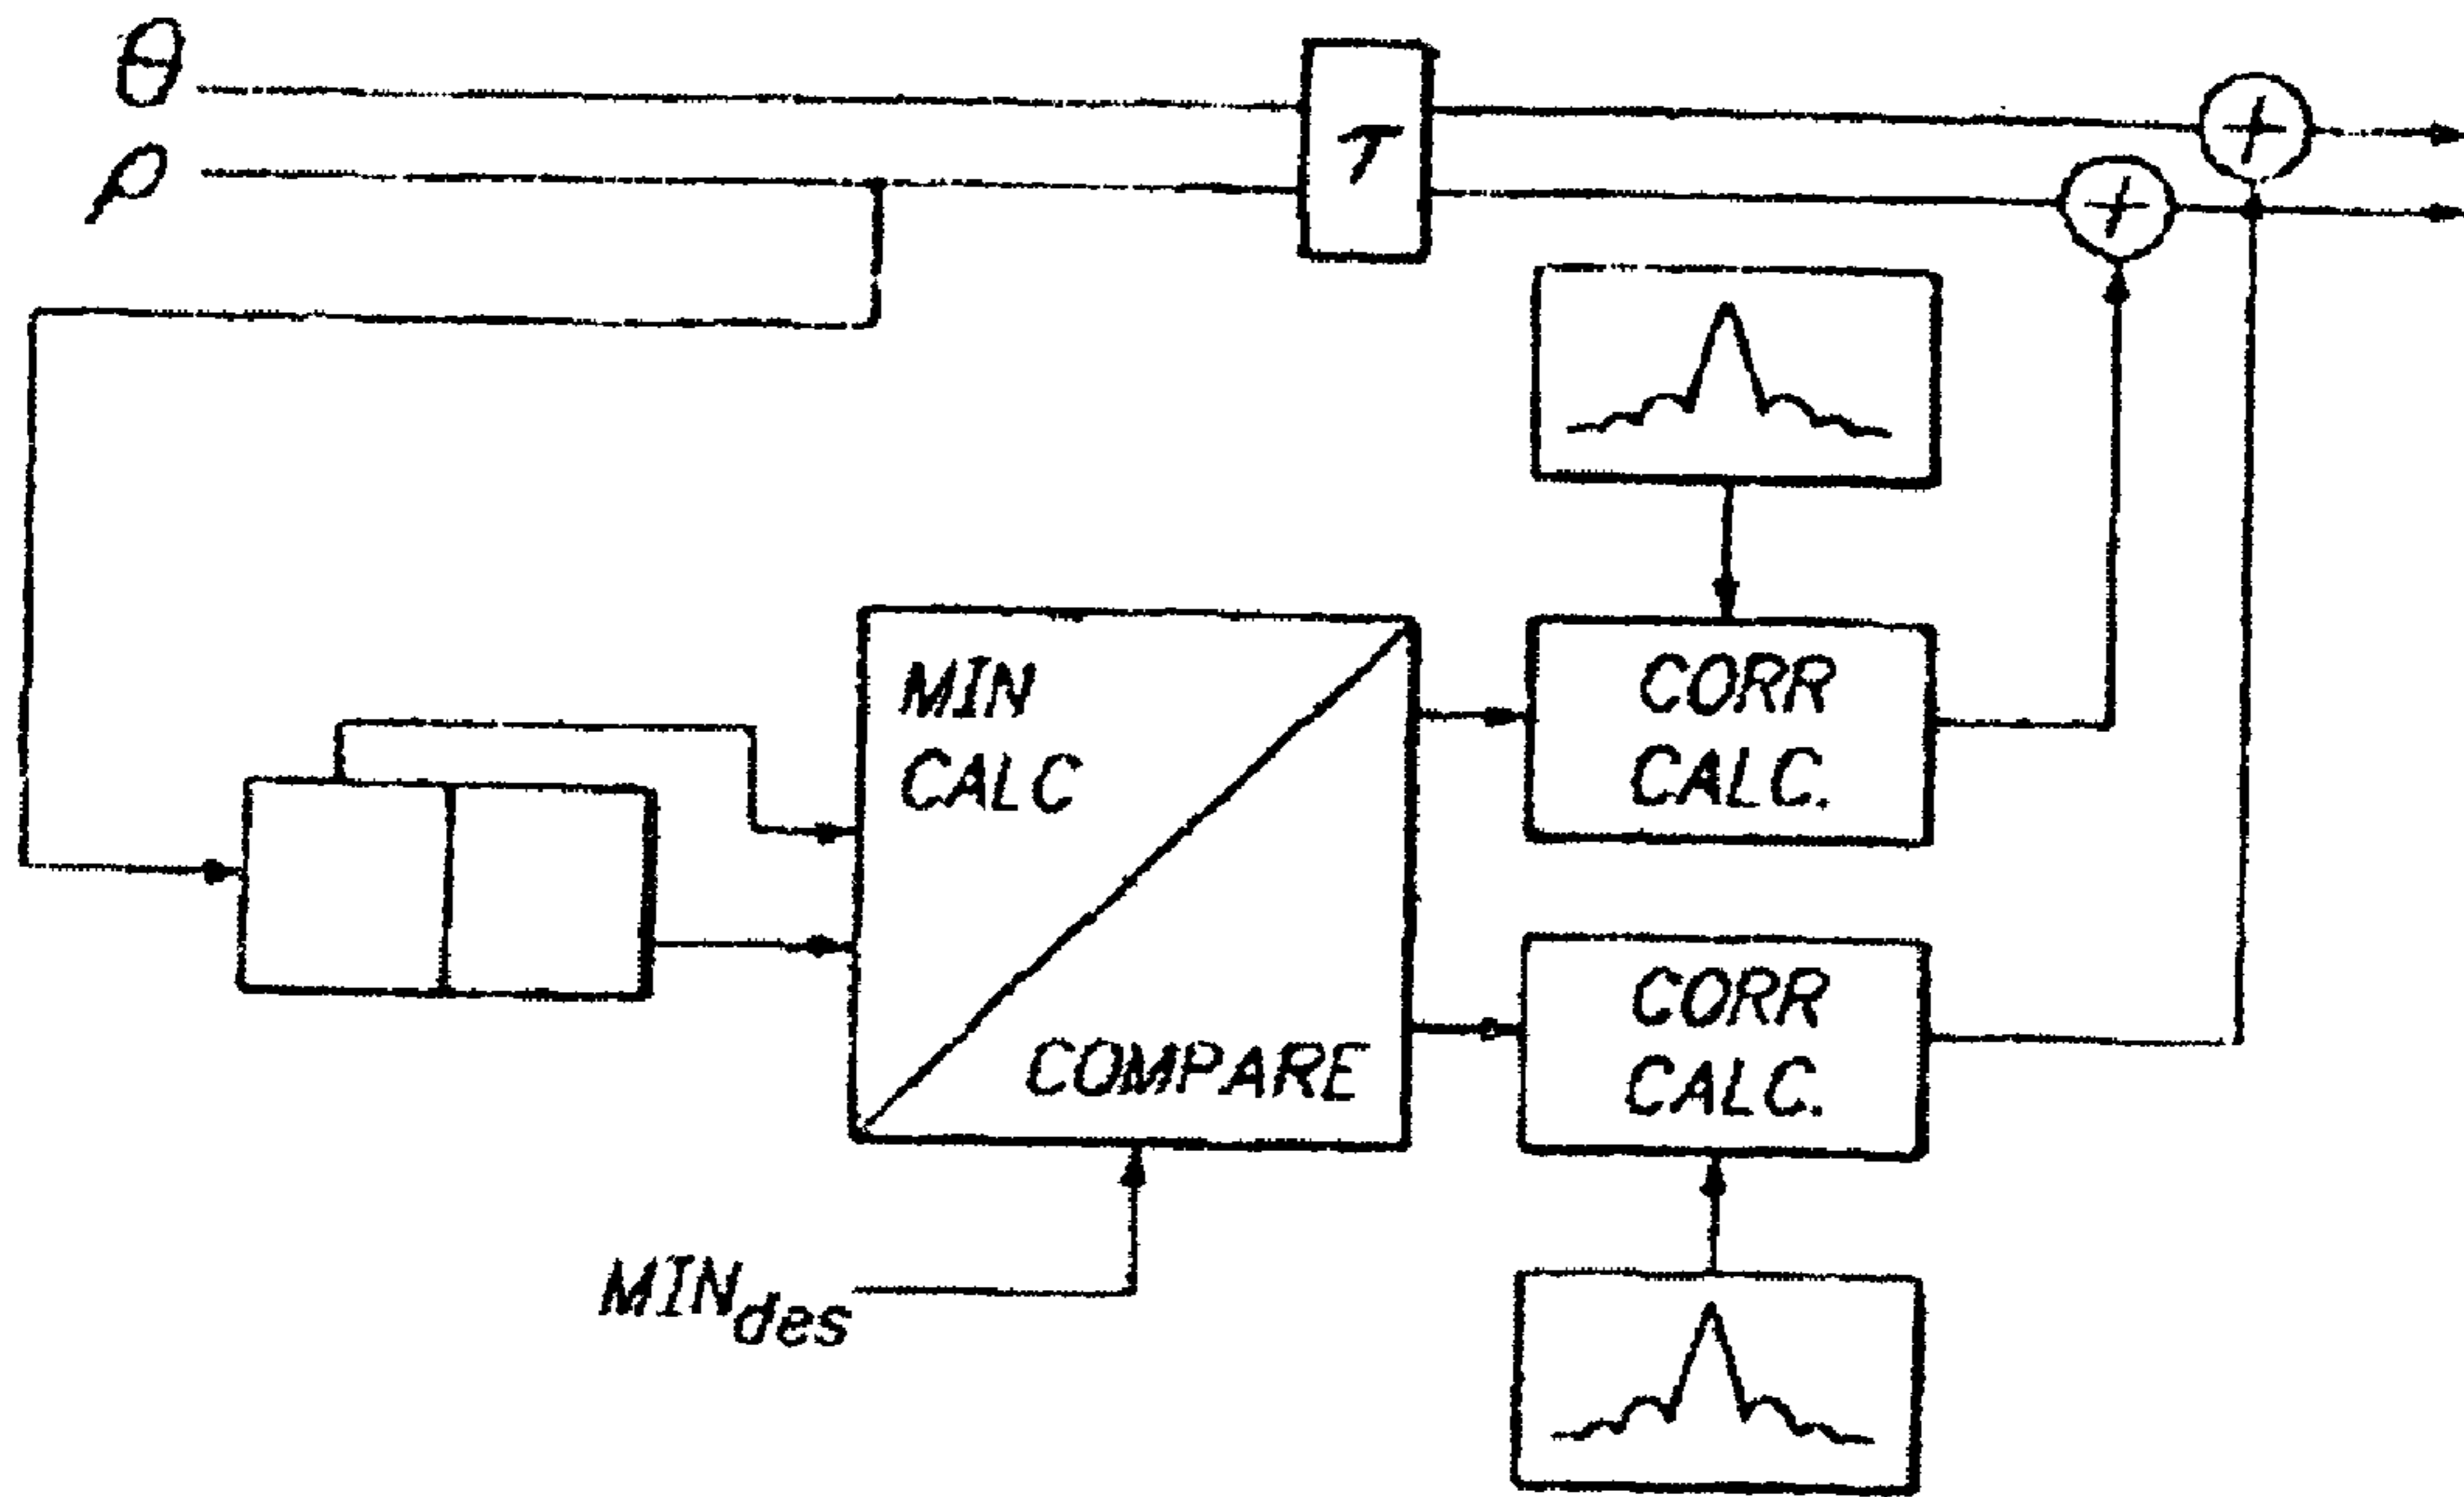 θ
ρ
τ
+
+
MIN
CALC
COMPARE
CORR
CALC.
CORR
CALC.
MINdes